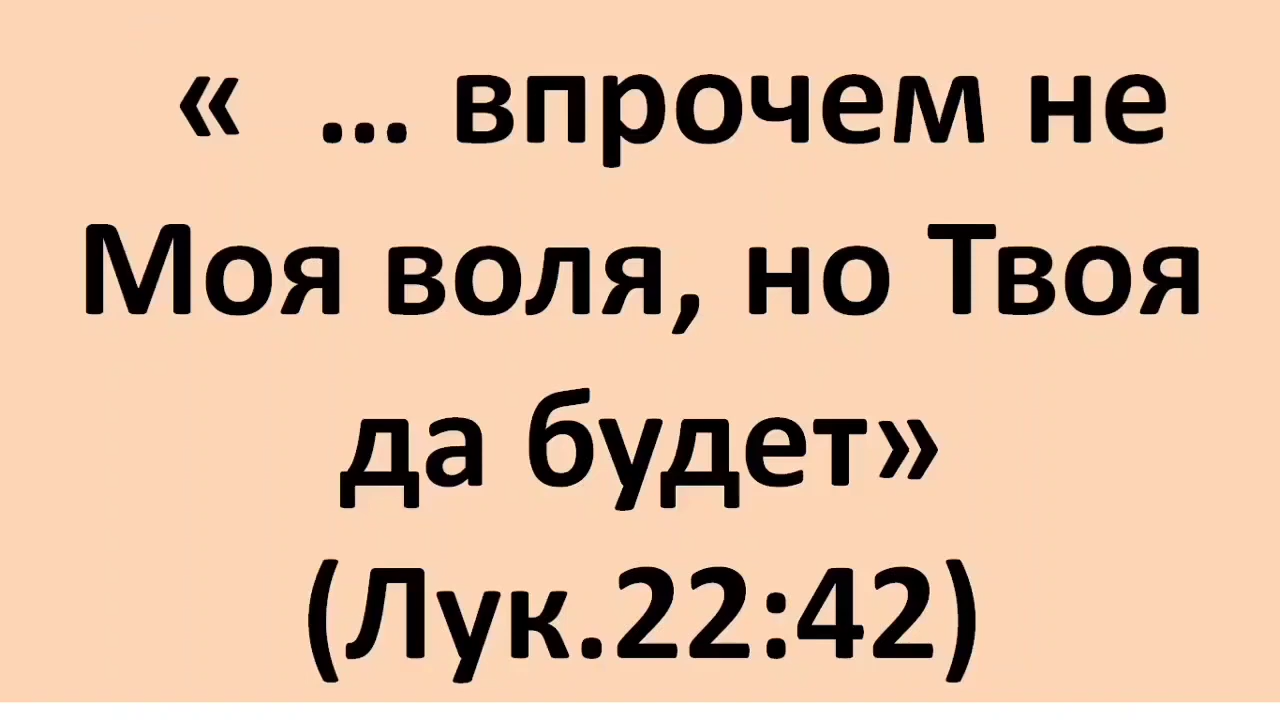 « … впрочем не
Моя воля, но Твоя
да будет»
(Лук.22:42)